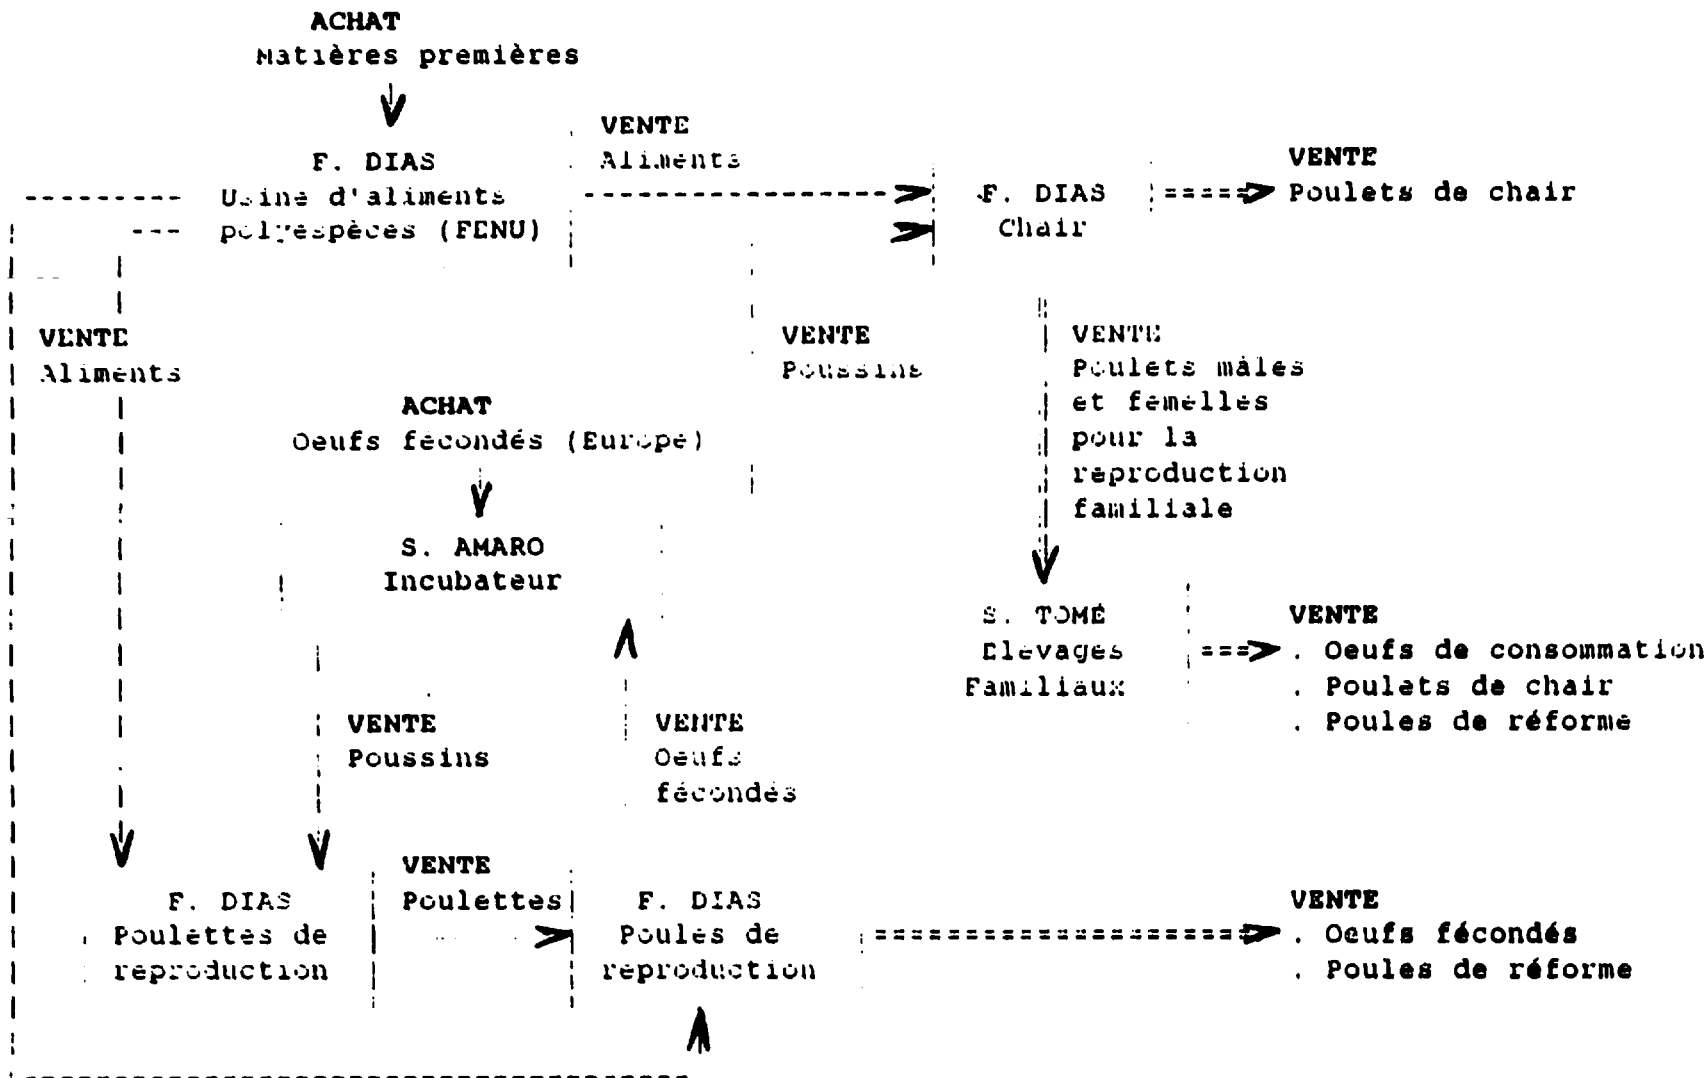 ACHAT
Matières premières
F. DIAS
Usine d'aliments
polyespèces (FENU)
VENTE
Aliments
F. DIAS
Chair
VENTE
Poulets de chair
VENTE
Aliments
VENTE
Poussins
VENTE
Poulets mâles
et femelles
pour la
reproduction
familiale
ACHAT
Oeufs fécondés (Europe)
S. AMARO
Incubateur
S. TOMÉ
Elevages
Familiaux
VENTE
. Oeufs de consommation
. Poulets de chair
. Poules de réforme
VENTE
Poussins
VENTE
Oeufs
fécondés
F. DIAS
Poulettes de
reproduction
VENTE
Poulettes
F. DIAS
Poules de
reproduction
VENTE
. Oeufs fécondés
. Poules de réforme